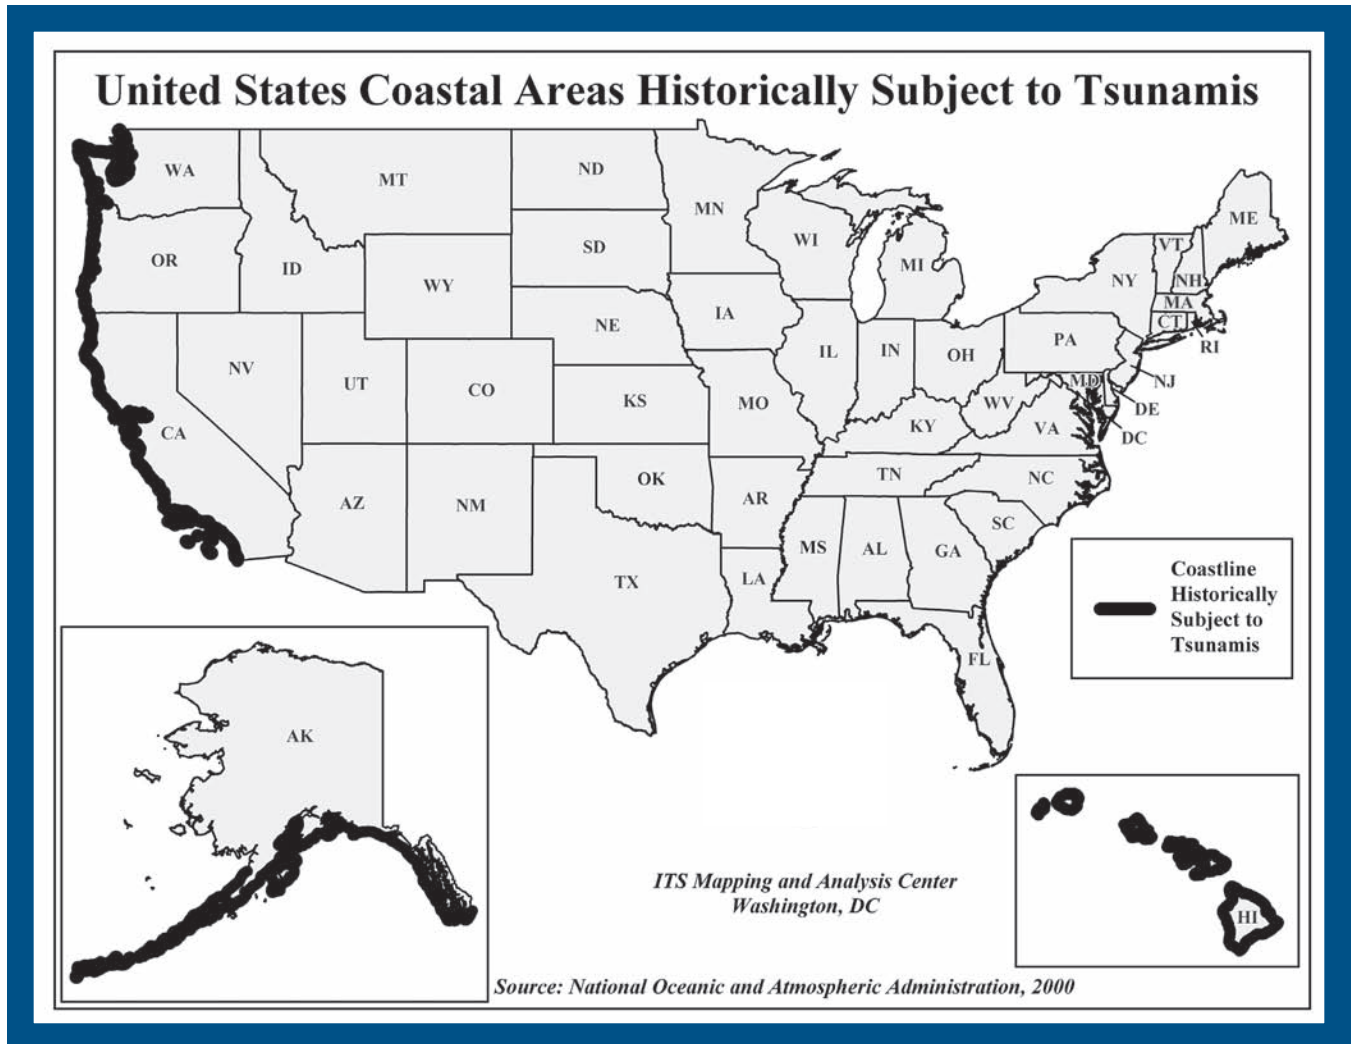 United States Coastal Areas Historically Subject to Tsunamis
WA
MT
ND
MN
ME
OR
ID
SD
WI
MI
VT
NH
NY
MA
WY
CT
RI
NE
IA
PA
NV
UT
CO
IL
IN
OH
NJ
MD
DE
KS
MO
WV
VA
DC
CA
KY
AZ
NM
OK
AR
TN
NC
SC
MS
AL
GA
TX
LA
FL
Coastline
Historically
Subject to
Tsunamis
AK
HI
ITS Mapping and Analysis Center
Washington, DC
Source: National Oceanic and Atmospheric Administration, 2000